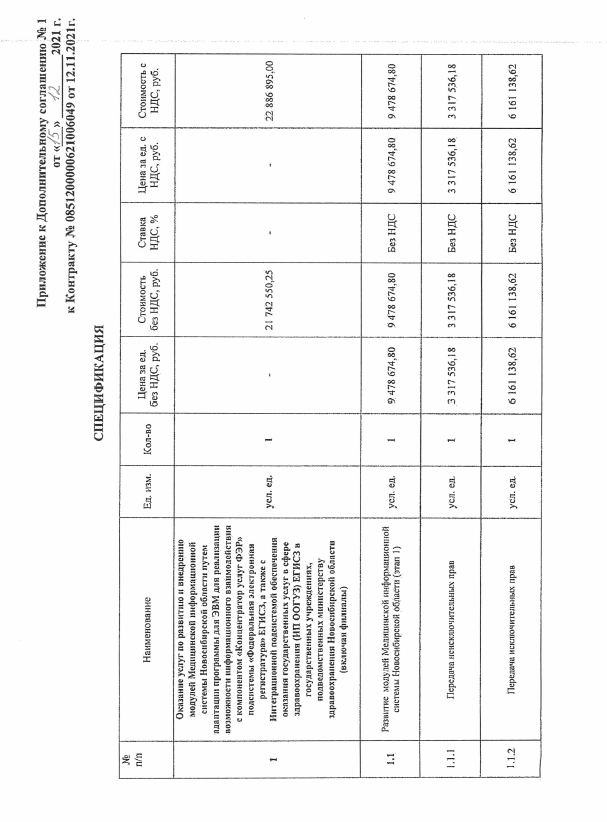 Приложение к Дополнительному соглашению № 1
от «15» 12 2021 г.
к Контракту № 0851200000621006049 от 12.11.2021г.
СПЕЦИФИКАЦИЯ
№ п/п Наименование Ед. изм. Кол-во Цена за ед. без НДС, руб. Стоимость без НДС, руб. Ставка НДС, % Цена за ед. с НДС, руб. Стоимость с НДС, руб.
1
Оказание услуг по развитию и внедрению
модулей Медицинской информационной
системы Новосибирской области путем
адаптации программы для ЭВМ для реализации
возможности информационного взаимодействия
с компонентом «Концентратор услуг ФЭР»
подсистемы «Федеральная электронная
регистратура» ЕГИСЗ, а также с
Интеграционной подсистемой обеспечения
оказания государственных услуг в сфере
здравоохранения (ИП ООГУЗ) ЕГИСЗ в
государственных учреждениях,
подведомственных министерству
здравоохранения Новосибирской области
(включая филиалы)
усл. ед. 1 - 21 742 550,25 - - 22 886 895,00
1.1 Развитие модулей Медицинской информационной
системы Новосибирской области (этап 1)
усл. ед. 1 9 478 674,80 9 478 674,80 Без НДС 9 478 674,80 9 478 674,80
1.1.1 Передача неисключительных прав усл. ед. 1 3 317 536,18 3 317 536,18 Без НДС 3 317 536,18 3 317 536,18
1.1.2 Передача исключительных прав усл. ед. 1 6 161 138,62 6 161 138,62 Без НДС 6 161 138,62 6 161 138,62